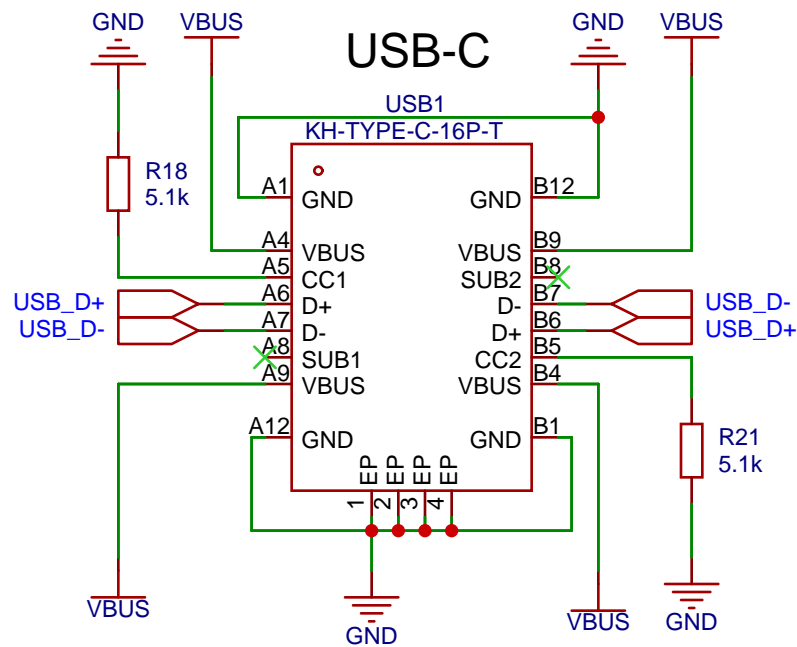 GND
VBUS
USB-C
GND
VBUS
USB1
KH-TYPE-C-16P-T
R18
5.1k
A1
GND
GND
B12
A4
VBUS
VBUS
B9
A5
CC1
SUB2
B8
USB_D+
A6
D+
D-
B7
USB_D-
USB_D-
A7
D-
D+
B6
USB_D+
A8
SUB1
CC2
B5
A9
VBUS
VBUS
B4
A12
GND
GND
B1
R21
5.1k
EP
EP
EP
EP
1
2
3
4
VBUS
GND
VBUS
GND